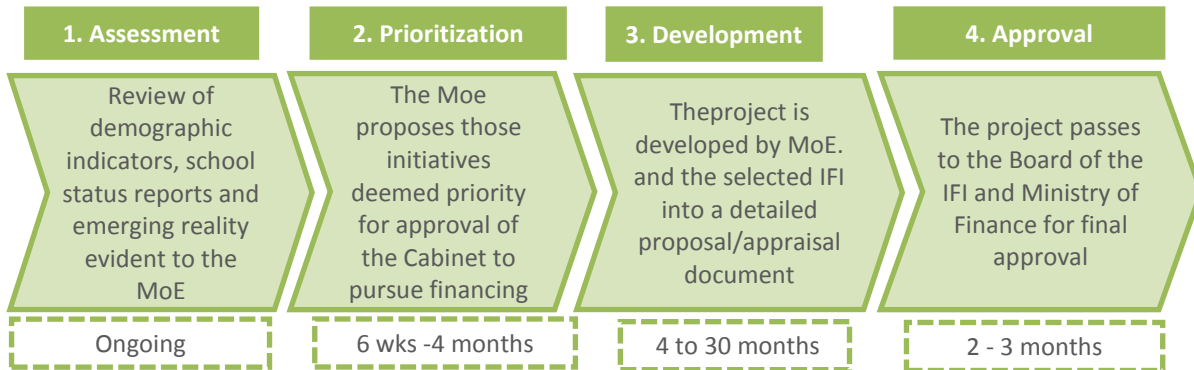 1. Assessment
Review of
demographic
indicators, school
status reports and
emerging reality
evident to the
MoE
Ongoing
2. Prioritization
The Moe
proposes those
initiatives
deemed priority
for approval of
the Cabinet to
pursue financing
6 wks -4 months
3. Development
Theproject is
developed by MoE.
and the selected IFI
into a detailed
proposal/appraisal
document
4 to 30 months
4. Approval
The project passes
to the Board of the
IFI and Ministry of
Finance for final
approval
2 - 3 months